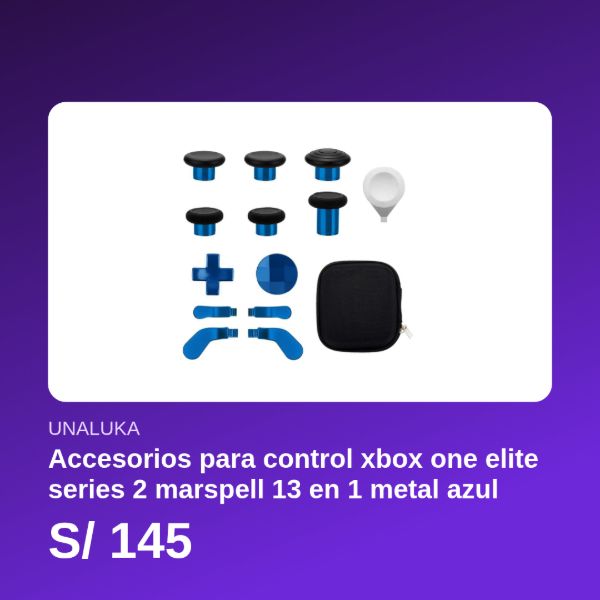 UNALUKA
Accesorios para control xbox one elite
series 2 marspell 13 en 1 metal azul
S/ 145